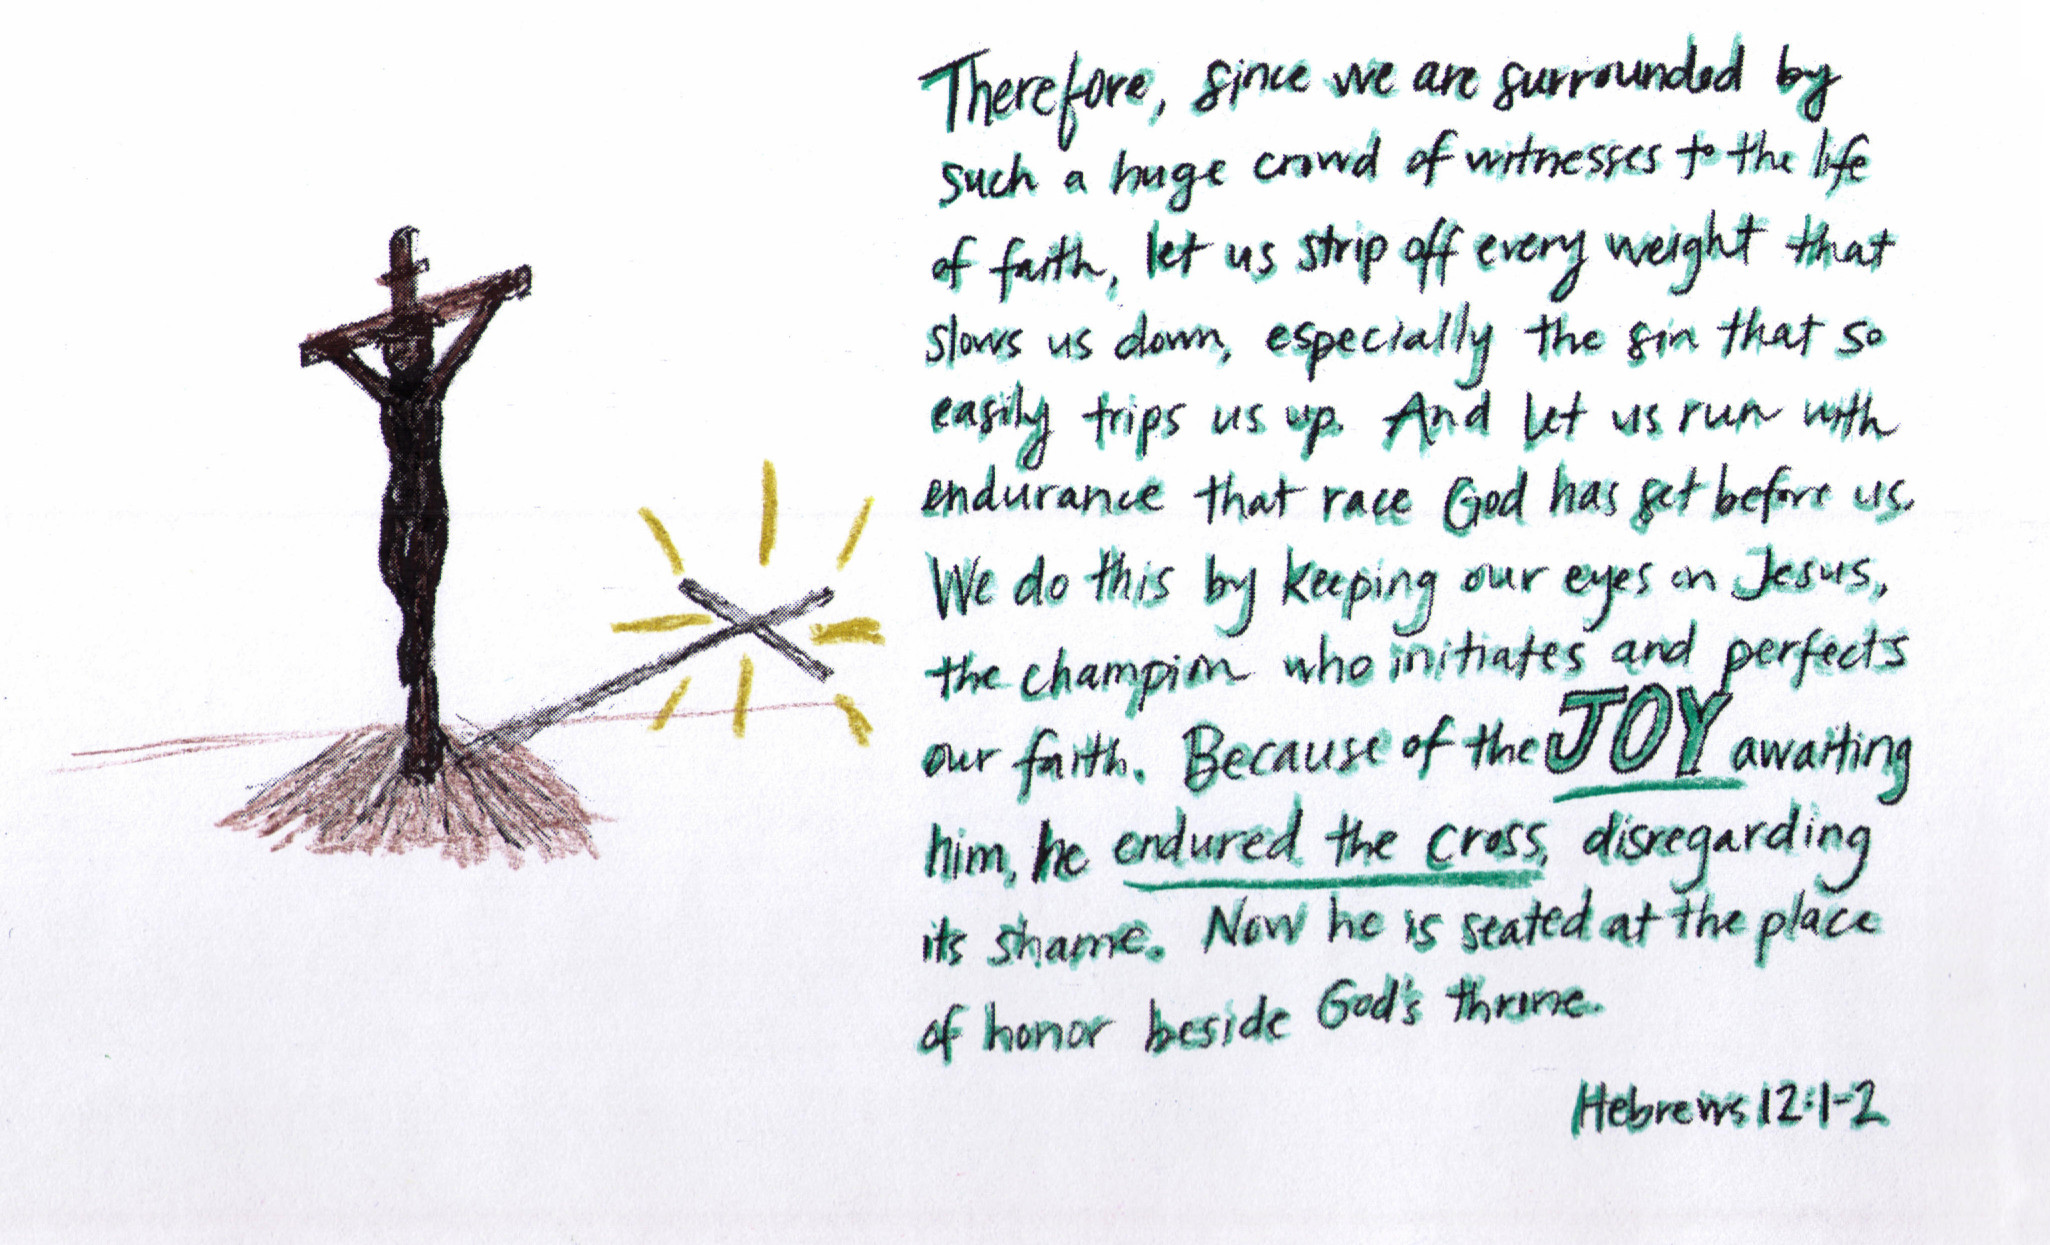 Therefore, since we are surrounded by
such a huge crowd of witnesses to the life
of faith, let us strip off every weight that
slows us down, especially the sin that so
easily trips us up. And let us run with
endurance that race God has set before us.
We do this by keeping our eyes on Jesus,
the champion who initiates and perfects
our faith. Because of the JOY awaiting
him, he endured the cross, disregarding
its shame. Now he is seated at the place
of honor beside God's throne.
Hebrews 12:1-2